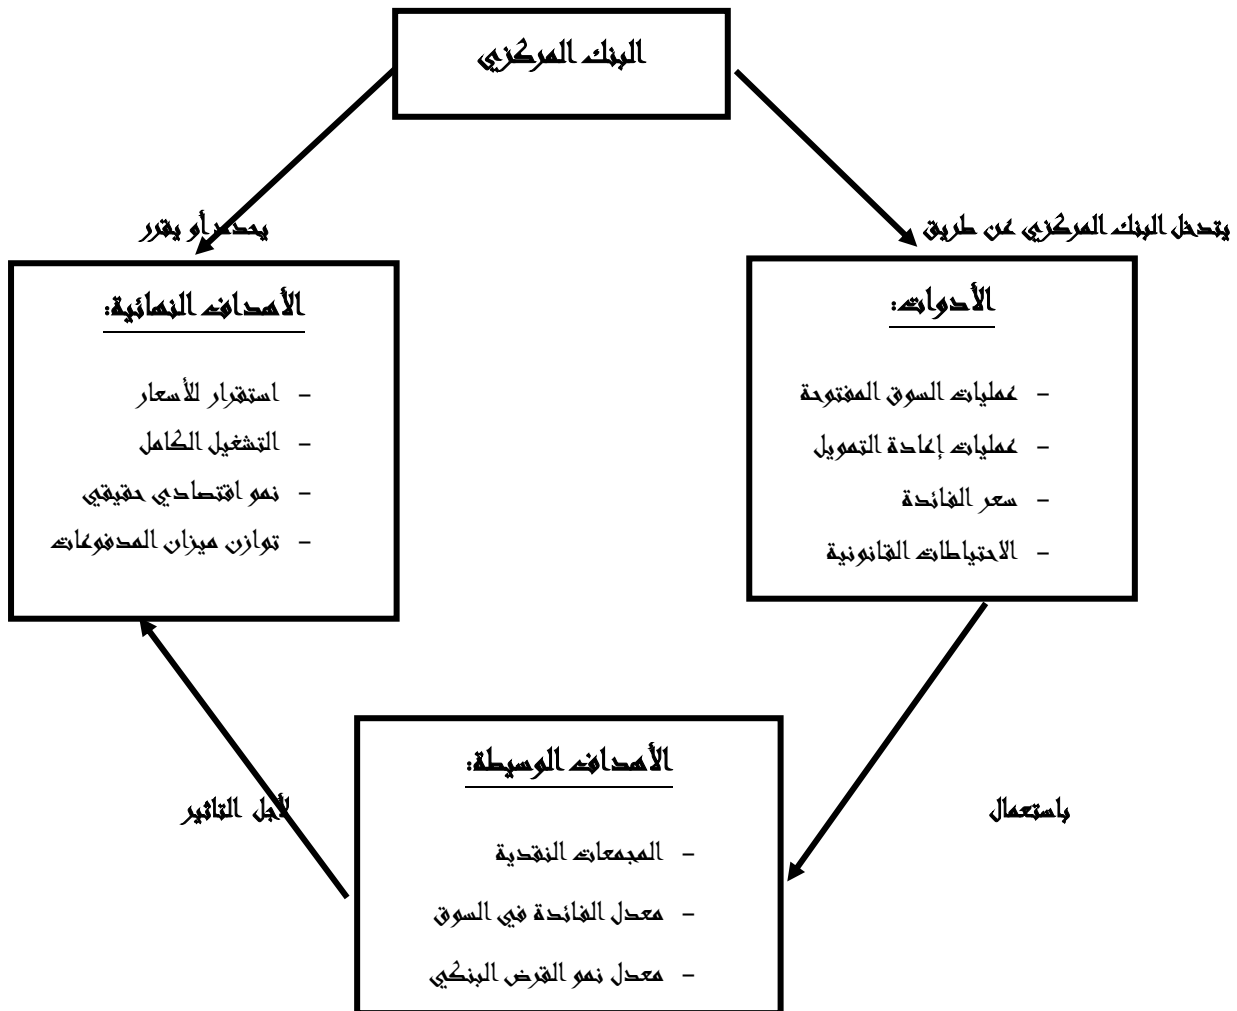 البنك المركزي
يتدخل البنك المركزي عن طريق
يحدد أو يقرر
الأدوات:
- عمليات السوق المفتوحة
- عمليات إعادة التمويل
- سعر الفائدة
- الاحتياطات القانونية
الأهداف النهائية:
- استقرار للأسعار
- التشغيل الكامل
- نمو اقتصادي حقيقي
- توازن ميزان المدفوعات
باستعمال
لأجل التاثير
الأهداف الوسيطة:
- المجمعات النقدية
- معدل الفائدة في السوق
- معدل نمو القرض البنكي